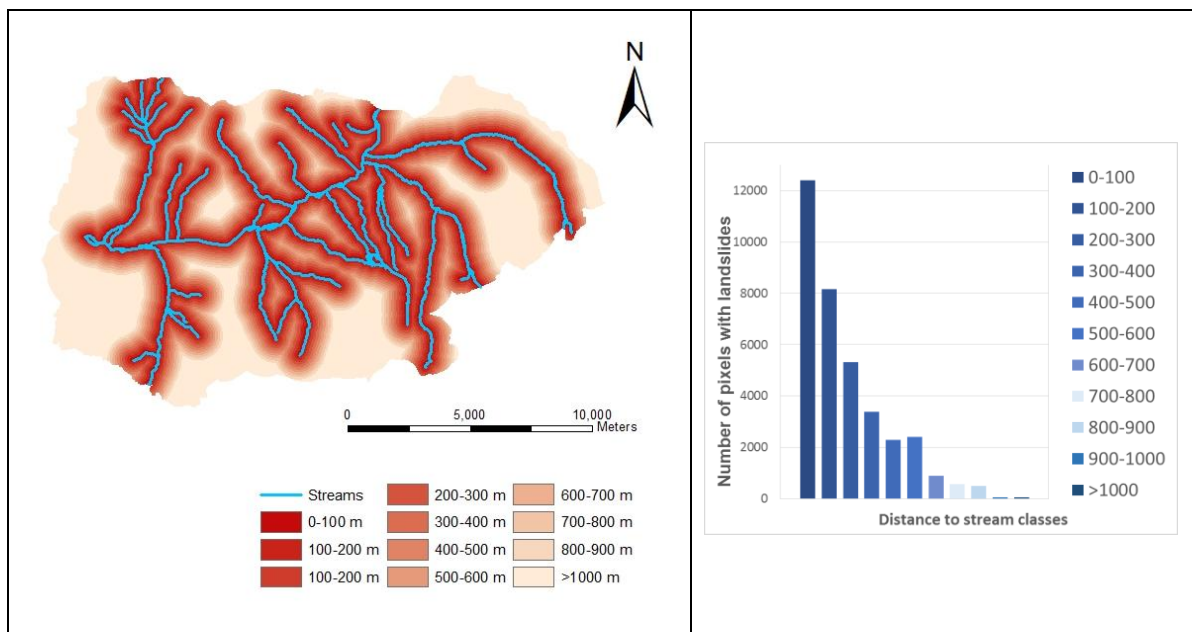 N
0 5,000 10,000
Meters
Streams
0-100 m
100-200 m
100-200 m
200-300 m
300-400 m
400-500 m
500-600 m
600-700 m
700-800 m
800-900 m
>1000 m
Number of pixels with landslides
12000
10000
8000
6000
4000
2000
0
Distance to stream classes
0-100
100-200
200-300
300-400
400-500
500-600
600-700
700-800
800-900
900-1000
>1000